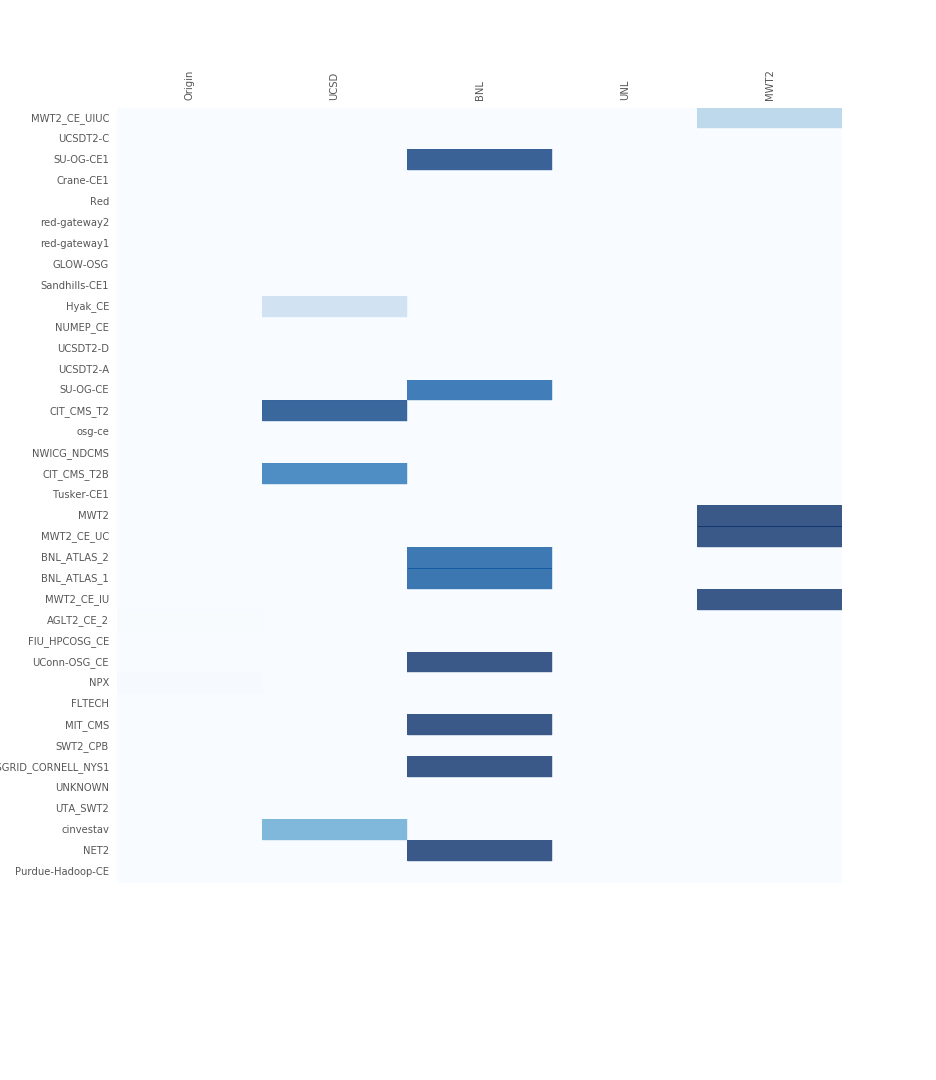 Origin
UCSD
BNL
UNL
MWT2
MWT2_CE_UIUC
UCSDT2-C
SU-OG-CE1
Crane-CE1
Red
red-gateway2
red-gateway1
GLOW-OSG
Sandhills-CE1
Hyak_CE
NUMEP_CE
UCSDT2-D
UCSDT2-A
SU-OG-CE
CIT_CMS_T2
osg-ce
NWICG_NDCMS
CIT_CMS_T2B
Tusker-CE1
MWT2
MWT2_CE_UC
BNL_ATLAS_2
BNL_ATLAS_1
MWT2_CE_IU
AGLT2_CE_2
FIU_HPCOSG_CE
UConn-OSG_CE
NPX
FLTECH
MIT_CMS
SWT2_CPB
SGRID_CORNELL_NYS1
UNKNOWN
UTA_SWT2
cinvestav
NET2
Purdue-Hadoop-CE